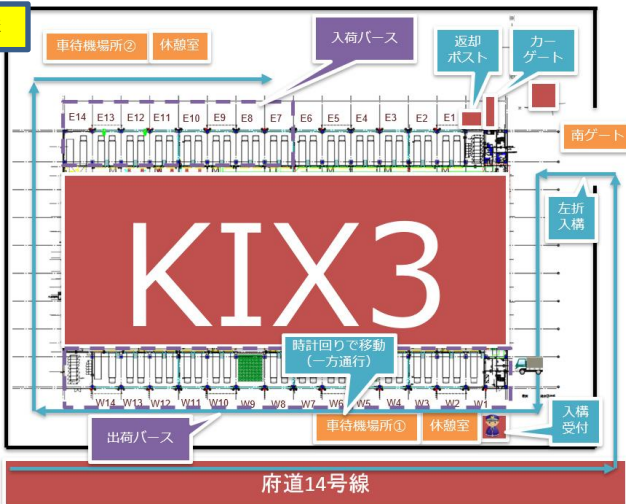 車待機場所②
休憩室
入荷バース
返却
ポスト
カー
ゲート
E14
E13
E12
E11
E10
E9
E8
E7
E6
E5
E4
E3
E2
E1
南ゲート
左折
入構
KIX3
時計回りで移動
(一方通行)
W14
W13
W12
W11
W10
W9
W8
W7
W6
W5
W4
W3
W2
W1
出荷バース
車待機場所①
休憩室
入構
受付
府道14号線